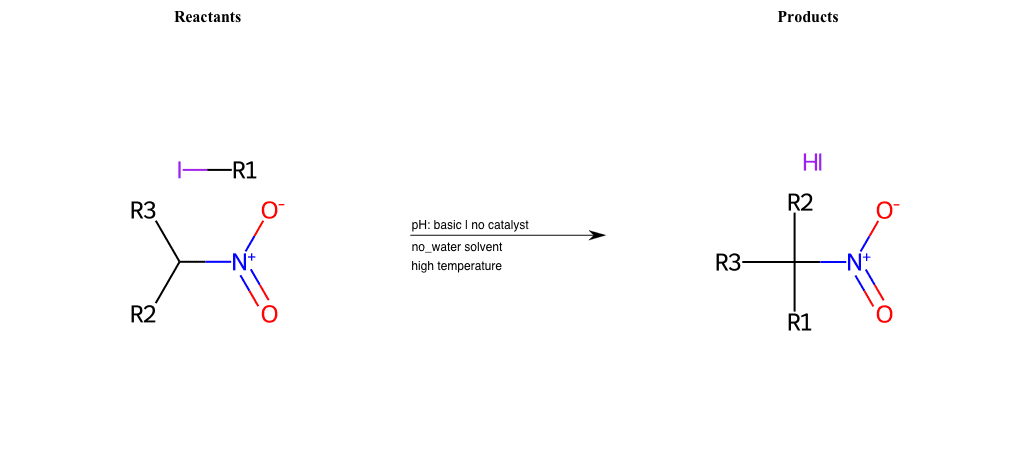 Reactants
Products
I
R1
R3
O-
N+
R2
O
pH: basic | no catalyst
no_water solvent
high temperature
HI
R2
O-
R3
N+
R1
O